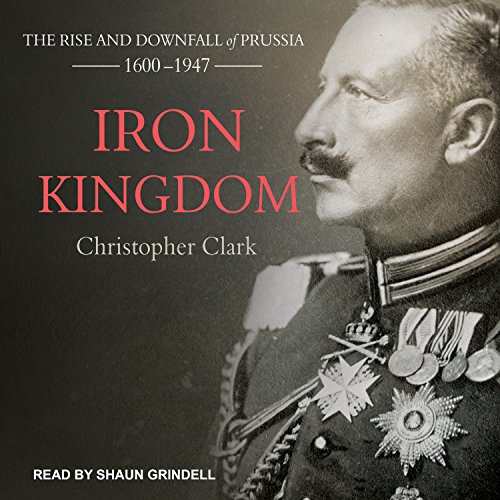 THE RISE AND DOWNFALL of PRUSSIA
1600–1947
IRON
KINGDOM
Christopher Clark
READ BY SHAUN GRINDELL